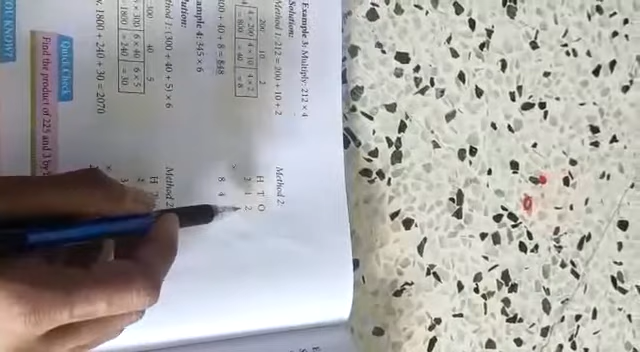 Example 3: Multiply: 212 × 4
Solution:
Method 1: 212 = 200 + 10 + 2
200 10 2
4 × 200 4 × 10 4 × 2
= 800 = 40 = 8
800 + 40 + 8 = 848
Method 2:
H T O
2 1 2
×
8 4
Example 4: 345 × 6
Solution:
Method 1: (300 + 40 + 5) × 6
300 40 5
6 × 300 6 × 40 6 × 5
= 1800 = 240 = 30
1800 + 240 + 30 = 2070
Method 2
H
×
Quick Check
Find the product of 225 and 3 by
YOU KNOW?